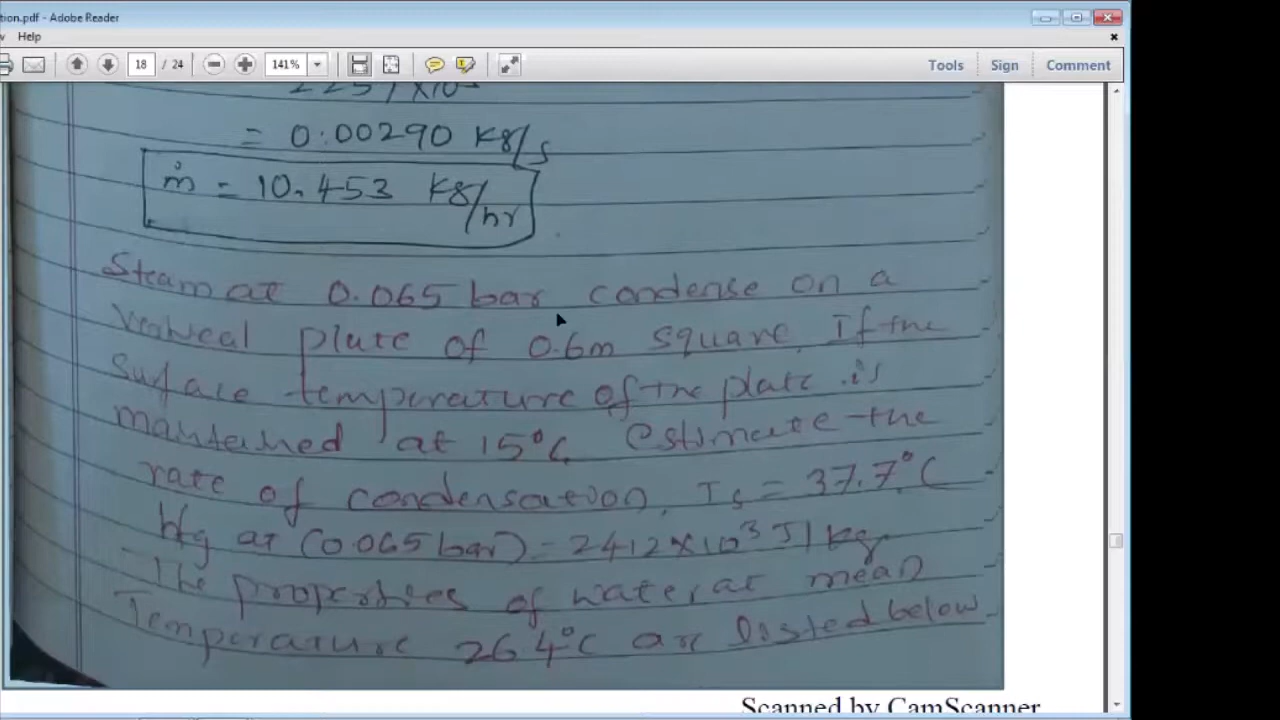 tion.pdf - Adobe Reader
Help
18 / 24
141%
Tools Sign Comment
= 0.00290 kg/s
ṁ = 10.453 kg/hr
Steam at 0.065 bar condense on a
vertical plate of 0.6m square. If the
surface temperature of the plate is
maintained at 15°C, estimate the
rate of condensation, Ts = 37.7°C
hfg at (0.065 bar) = 2412×10³ J/kg
The properties of water at mean
Temperature 26.4°C are listed below
Scanned by CamScanner